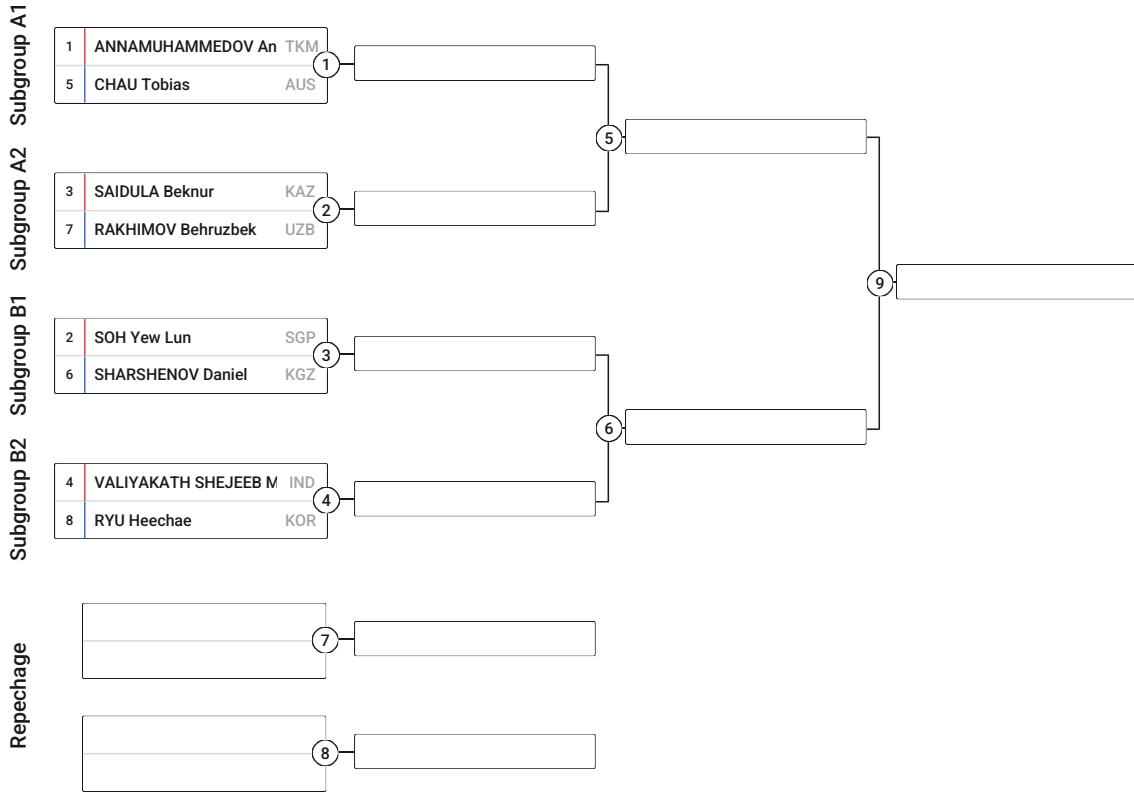 Subgroup A1
1 ANNAMUHAMMEDOV An TKM
5 CHAU Tobias AUS
1
5
Subgroup A2
3 SAIDULA Beknur KAZ
7 RAKHIMOV Behruzbek UZB
2
9
Subgroup B1
2 SOH Yew Lun SGP
6 SHARSHENOV Daniel KGZ
3
6
Subgroup B2
4 VALIYAKATH SHEJEEB M IND
8 RYU Heechae KOR
4
Repechage
7
8